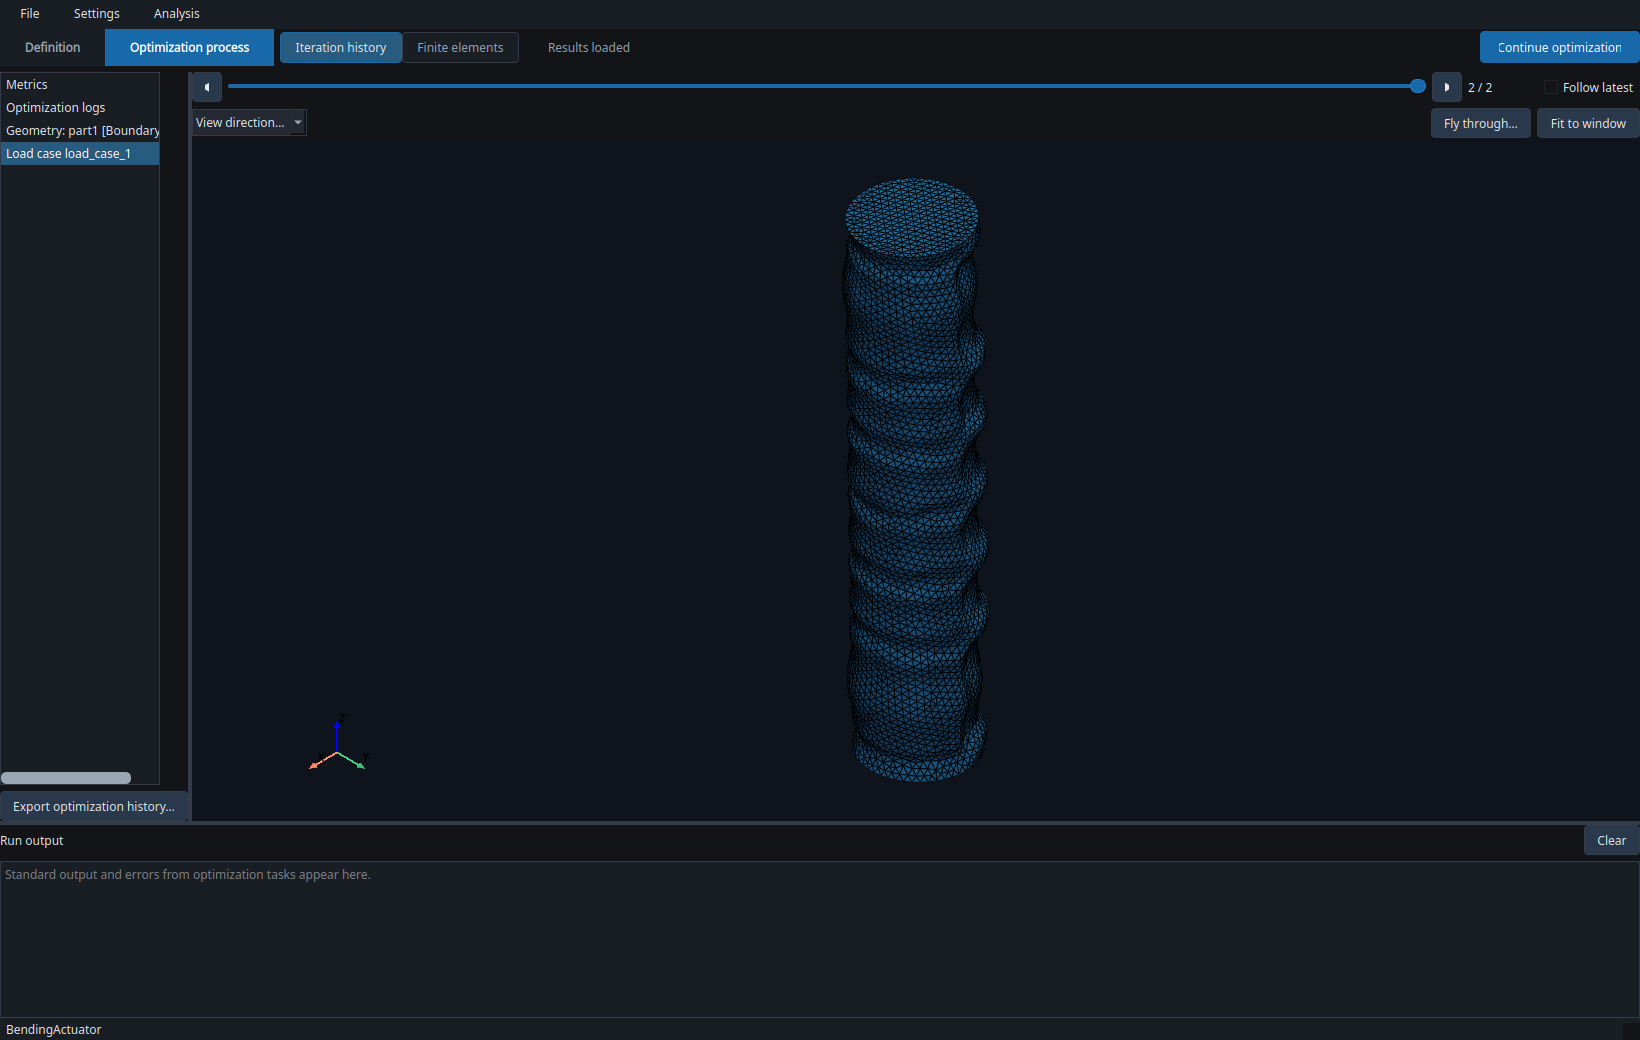 File Settings Analysis
Definition Optimization process Iteration history Finite elements Results loaded Continue optimization
Metrics
Optimization logs
Geometry: part1 [Boundary
Load case load_case_1
2 / 2 Follow latest
View direction... Fly through... Fit to window
Z
Y
Export optimization history...
Run output Clear
Standard output and errors from optimization tasks appear here.
BendingActuator